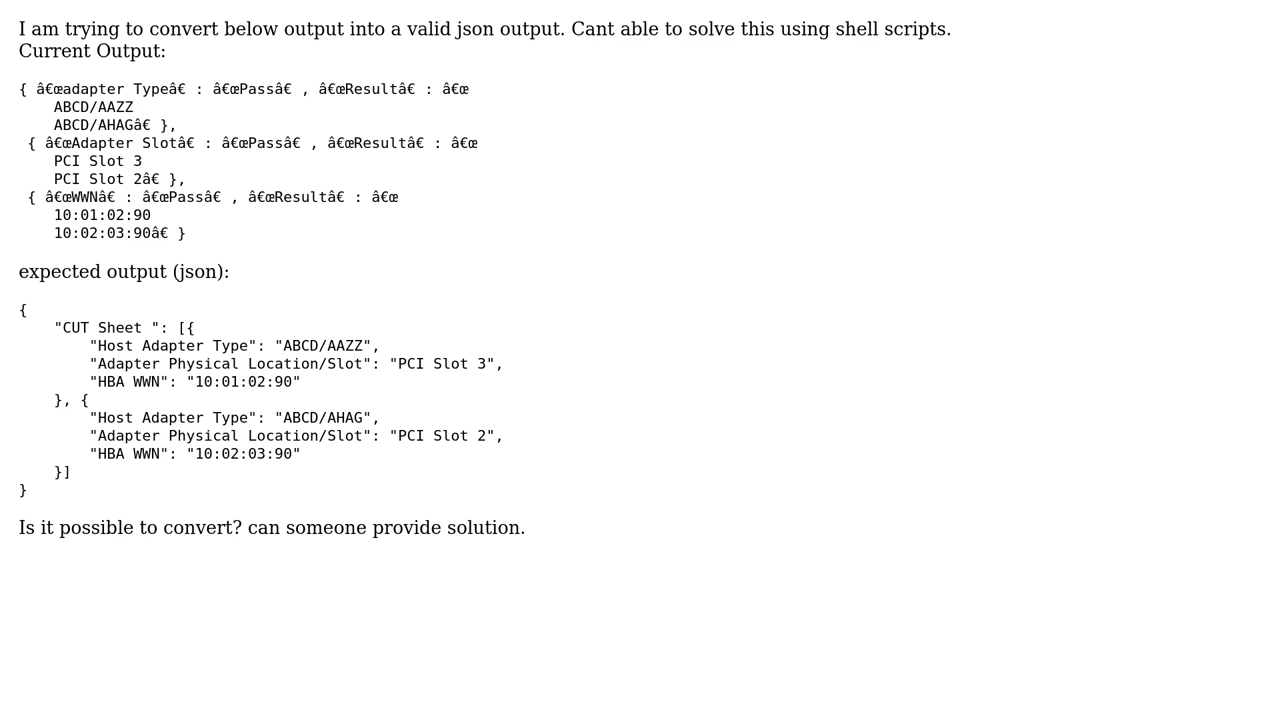 I am trying to convert below output into a valid json output. Cant able to solve this using shell scripts.
Current Output:
{ â€œadapter Typeâ€ : â€œPassâ€ , â€œResultâ€ : â€œ
ABCD/AAZZ
ABCD/AHAGâ€ },
{ â€œAdapter Slotâ€ : â€œPassâ€ , â€œResultâ€ : â€œ
PCI Slot 3
PCI Slot 2â€ },
{ â€œWWNâ€ : â€œPassâ€ , â€œResultâ€ : â€œ
10:01:02:90
10:02:03:90â€ }
expected output (json):
{
"CUT Sheet ": [{
"Host Adapter Type": "ABCD/AAZZ",
"Adapter Physical Location/Slot": "PCI Slot 3",
"HBA WWN": "10:01:02:90"
}, {
"Host Adapter Type": "ABCD/AHAG",
"Adapter Physical Location/Slot": "PCI Slot 2",
"HBA WWN": "10:02:03:90"
}]
}
Is it possible to convert? can someone provide solution.